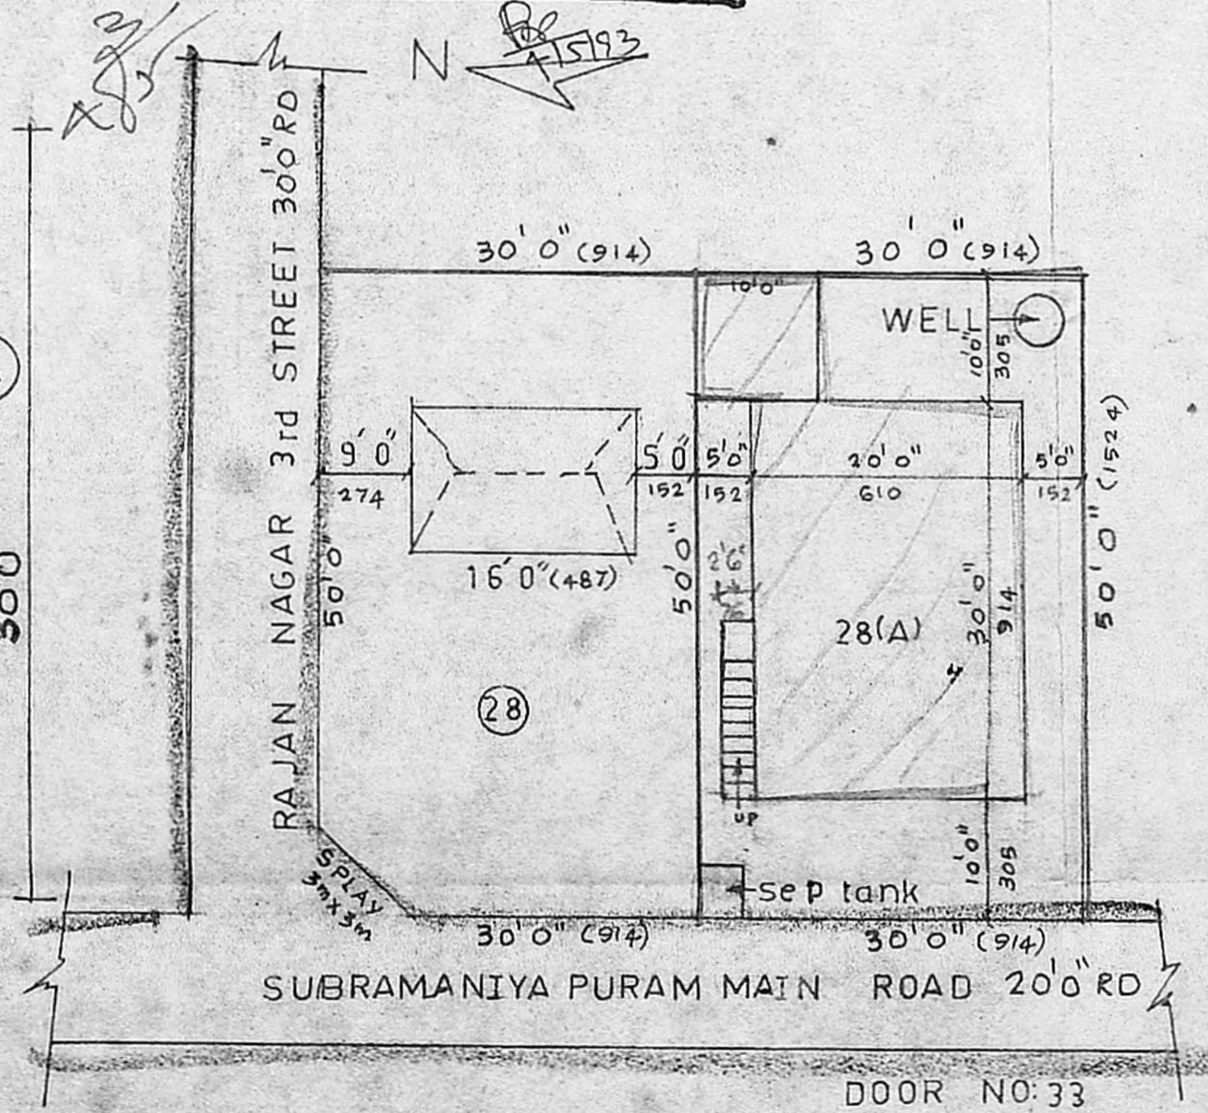 N
4/5/93
RAJAN NAGAR 3rd STREET 30'0" RD
30'0" (914)
30'0" (914)
10'0"
WELL
10'0"
305
9'0"
274
5'0"
152
5'0"
152
20'0"
610
5'0"
152
50'0" (1524)
16'0" (487)
50'0"
50'0"
2'6"
28(A)
30'0"
914
28
UP
SPLAY
3m X 3m
sep tank
10'0"
305
30'0" (914)
30'0" (914)
SUBRAMANIYA PURAM MAIN ROAD 20'0" RD
DOOR NO: 33